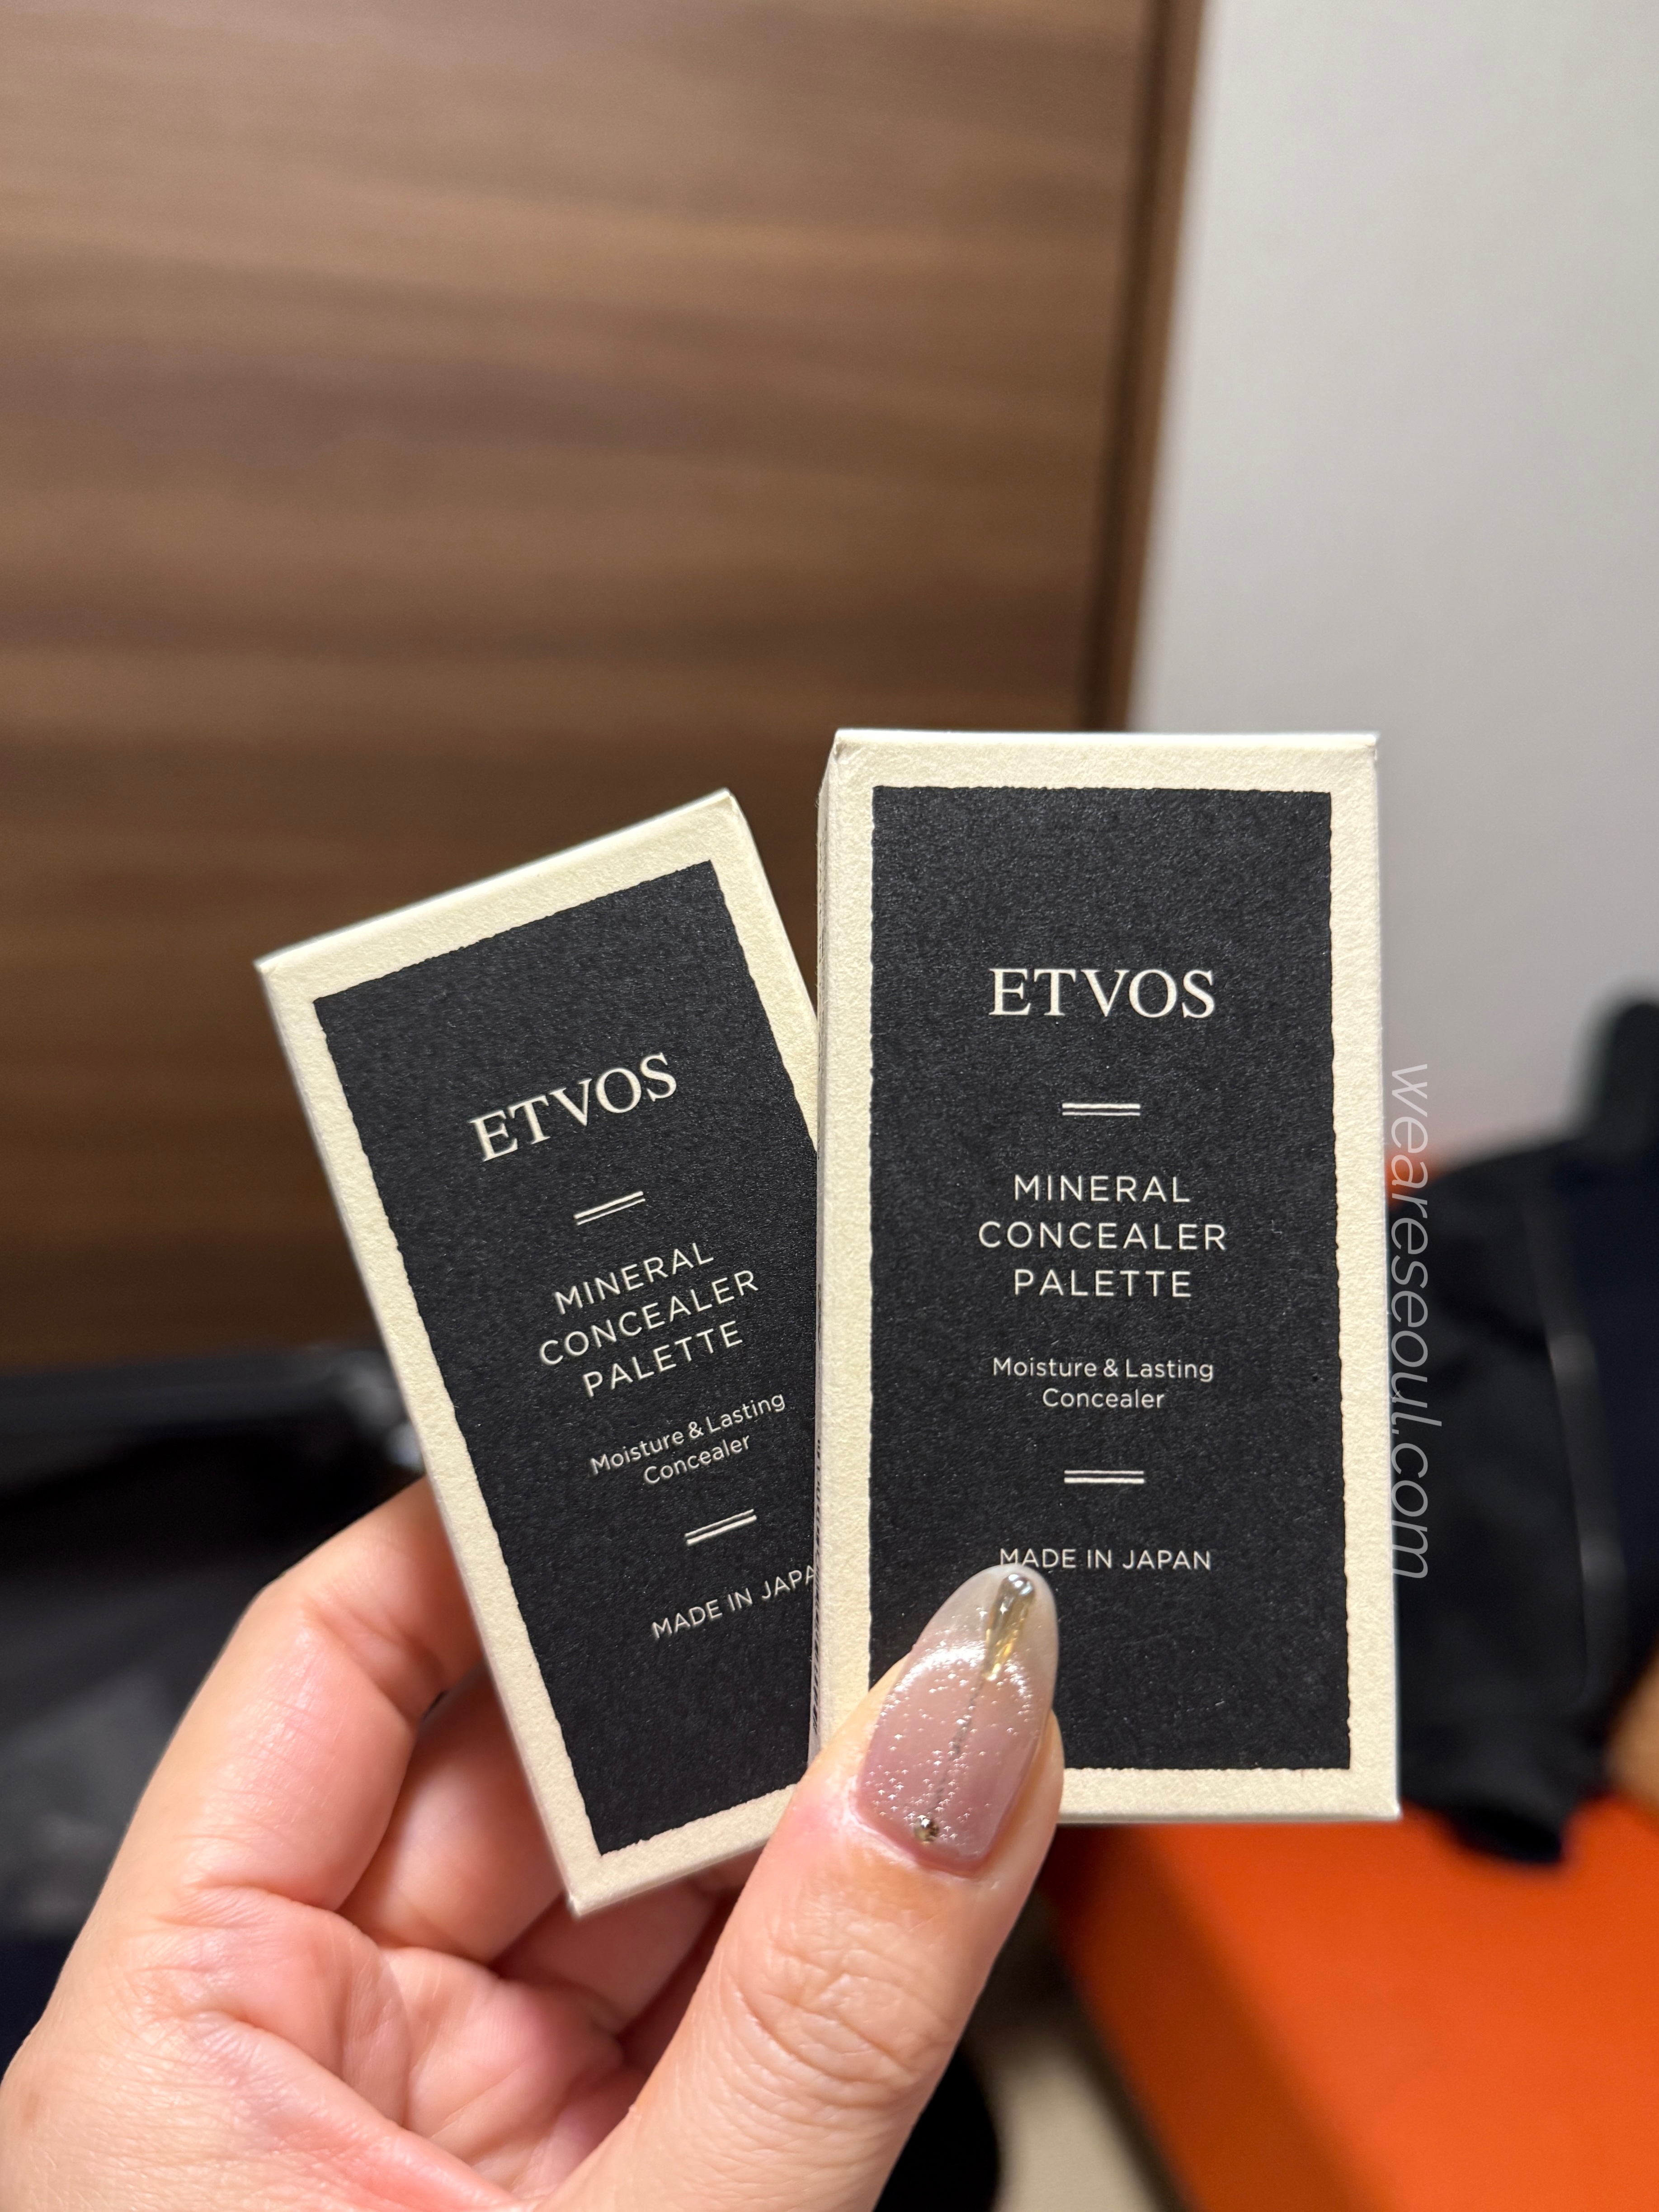 ETVOS
MINERAL
CONCEALER
PALETTE
Moisture & Lasting
Concealer
MADE IN JAPA
ETVOS
MINERAL
CONCEALER
PALETTE
Moisture & Lasting
Concealer
MADE IN JAPAN
weareseoul.com